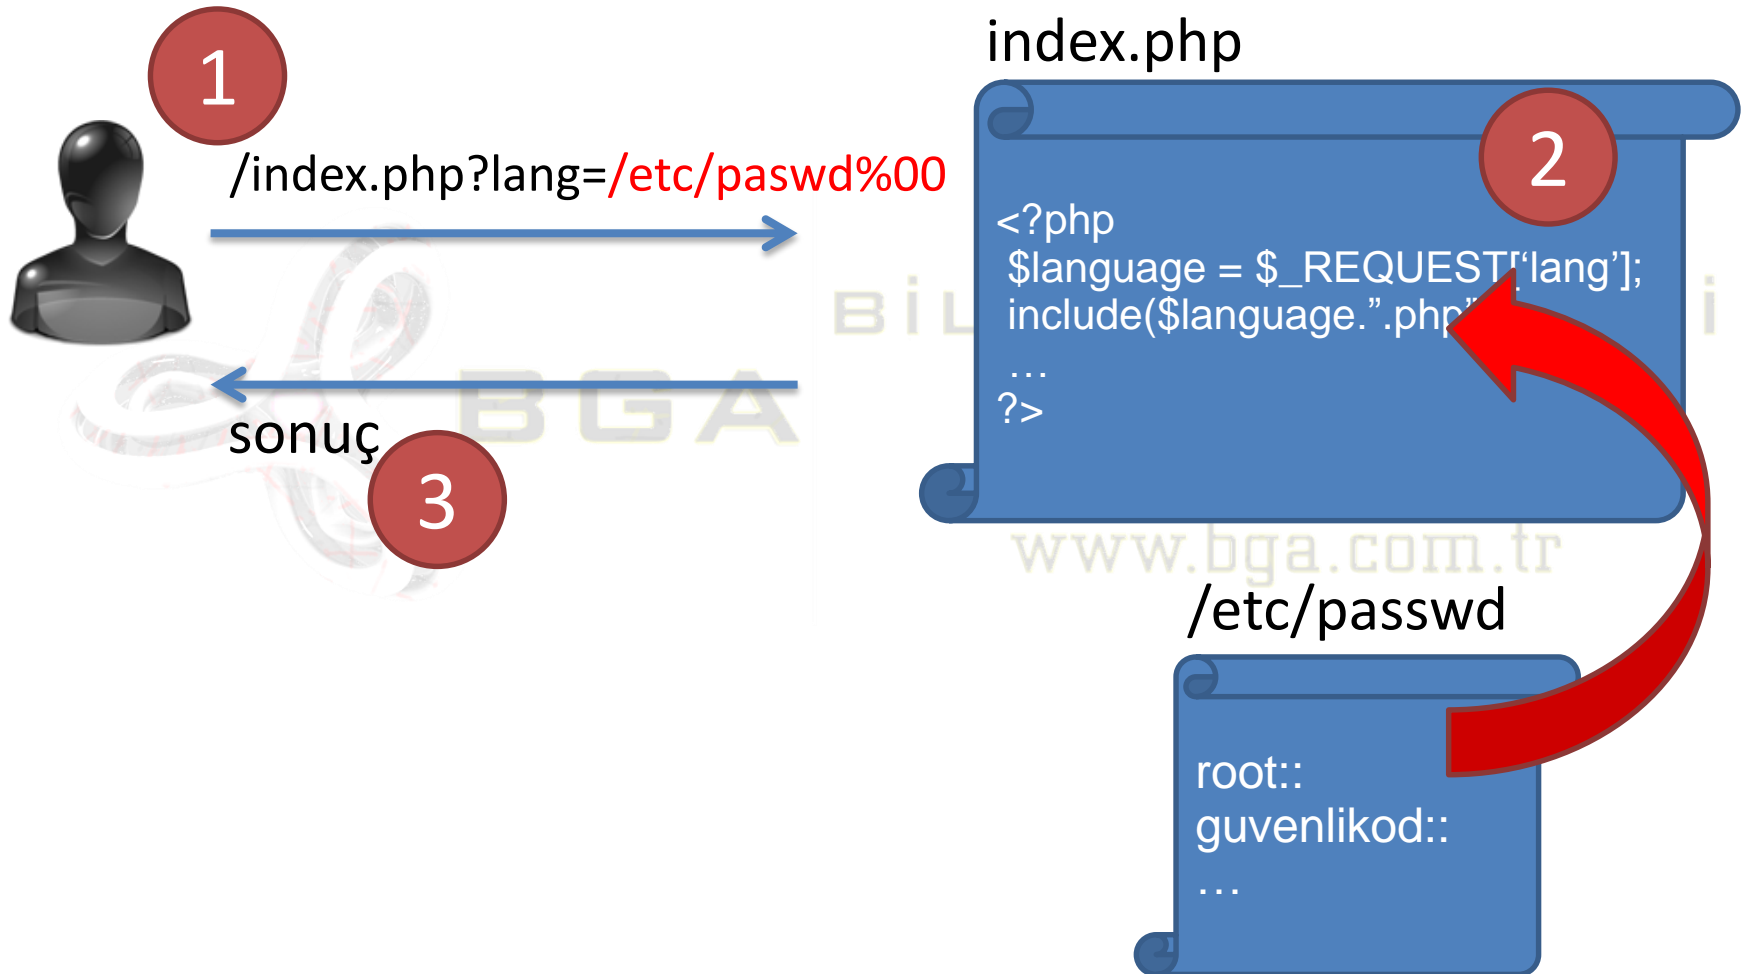 1
/index.php?lang=/etc/paswd%00
sonuç
3
index.php
2
<?php
$language = $_REQUEST[‘lang’];
include($language.”.php”
…
?>
BGA
www.bga.com.tr
/etc/passwd
root::
guvenlikod::
…